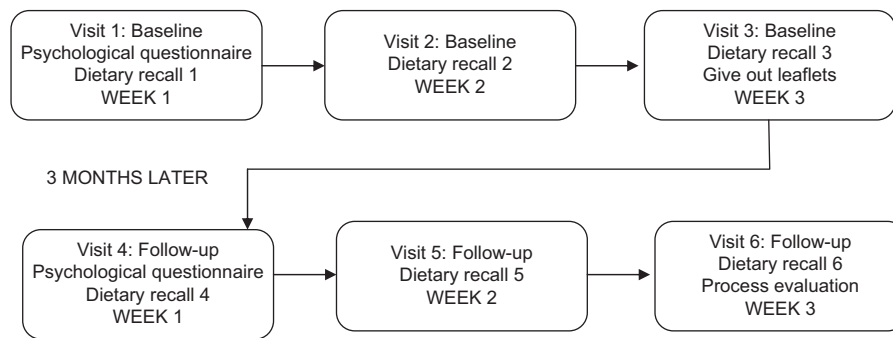 Visit 1: Baseline
Psychological questionnaire
Dietary recall 1
WEEK 1
Visit 2: Baseline
Dietary recall 2
WEEK 2
Visit 3: Baseline
Dietary recall 3
Give out leaflets
WEEK 3
3 MONTHS LATER
Visit 4: Follow-up
Psychological questionnaire
Dietary recall 4
WEEK 1
Visit 5: Follow-up
Dietary recall 5
WEEK 2
Visit 6: Follow-up
Dietary recall 6
Process evaluation
WEEK 3